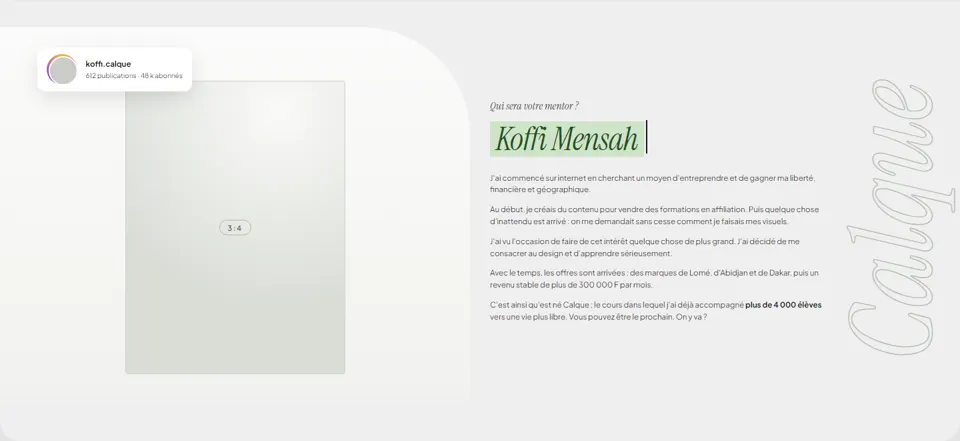 koffi.calque
612 publications · 48 k abonnés
3:4
Qui sera votre mentor ?
Koffi Mensah
J'ai commencé sur internet en cherchant un moyen d'entreprendre et de gagner ma liberté,
financière et géographique.
Au début, je créais du contenu pour vendre des formations en affiliation. Puis quelque chose
d'inattendu est arrivé : on me demandait sans cesse comment je faisais mes visuels.
J'ai vu l'occasion de faire de cet intérêt quelque chose de plus grand. J'ai décidé de me
consacrer au design et d'apprendre sérieusement.
Avec le temps, les offres sont arrivées : des marques de Lomé, d'Abidjan et de Dakar, puis un
revenu stable de plus de 300 000 F par mois.
C'est ainsi qu'est né Calque : le cours dans lequel j'ai déjà accompagné plus de 4 000 élèves
vers une vie plus libre. Vous pouvez être le prochain. On y va ?
Calque